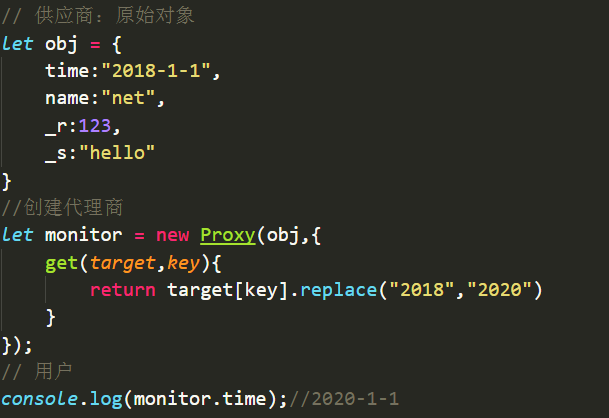 // 供应商: 原始对象
let obj = {
    time:"2018-1-1",
    name:"net",
    _r:123,
    _s:"hello"
}
//创建代理商
let monitor = new Proxy(obj,{
    get(target,key){
        return target[key].replace("2018","2020")
    }
});
// 用户
console.log(monitor.time);//2020-1-1